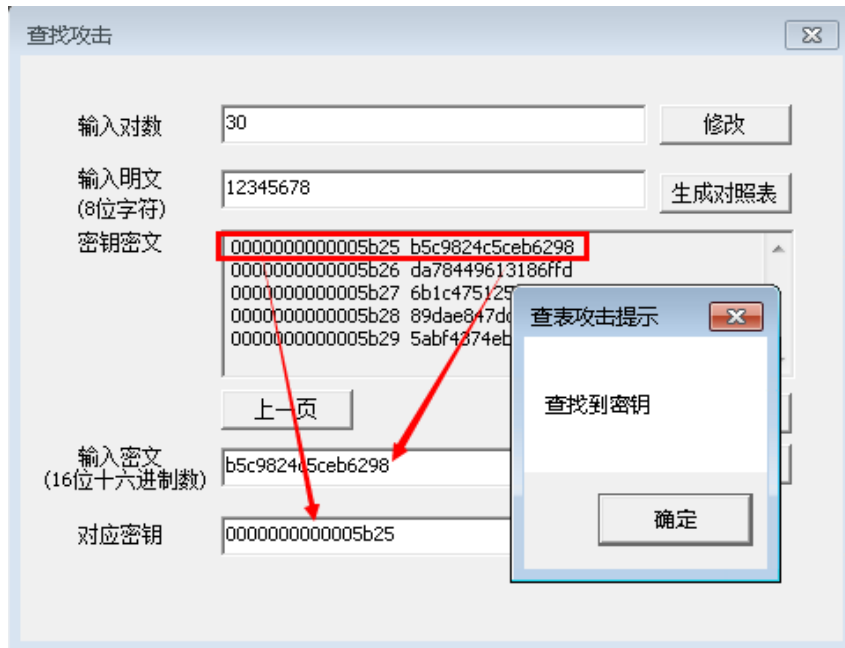 查找攻击
输入对数
30
修改
输入明文
(8位字符)
12345678
生成对照表
密钥密文
0000000000005b25 b5c9824c5ceb6298
0000000000005b26 da78449613186ffd
0000000000005b27 6b1c475125
0000000000005b28 89dae847dc
0000000000005b29 5abf4374eb
查表攻击提示
查找到密钥
确定
上一页
输入密文
(16位十六进制数)
b5c9824c5ceb6298
对应密钥
0000000000005b25